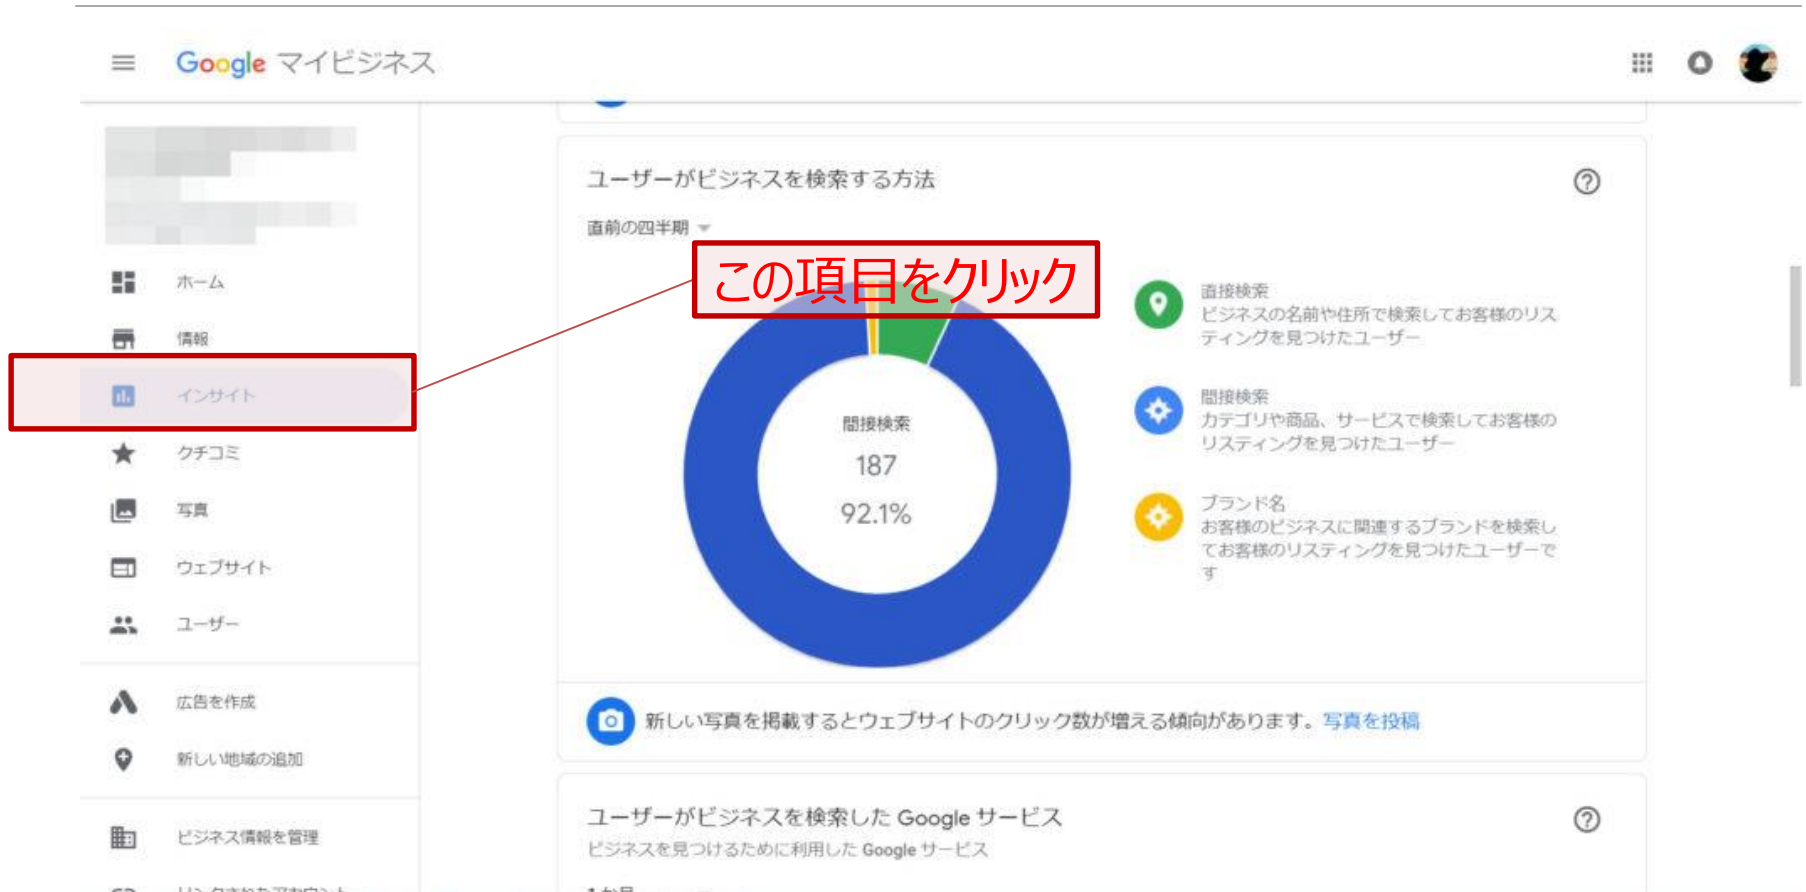 Google マイビジネス
ホーム
情報
インサイト
クチコミ
写真
ウェブサイト
ユーザー
広告を作成
新しい地域の追加
ビジネス情報を管理
ユーザーがビジネスを検索する方法
直前の四半期
この項目をクリック
間接検索
187
92.1%
直接検索
ビジネスの名前や住所で検索してお客様のリス
ティングを見つけたユーザー
間接検索
カテゴリや商品、サービスで検索してお客様の
リスティングを見つけたユーザー
ブランド名
お客様のビジネスに関連するブランドを検索し
てお客様のリスティングを見つけたユーザーで
す
新しい写真を掲載するとウェブサイトのクリック数が増える傾向があります。写真を投稿
ユーザーがビジネスを検索した Google サービス
ビジネスを見つけるために利用した Google サービス